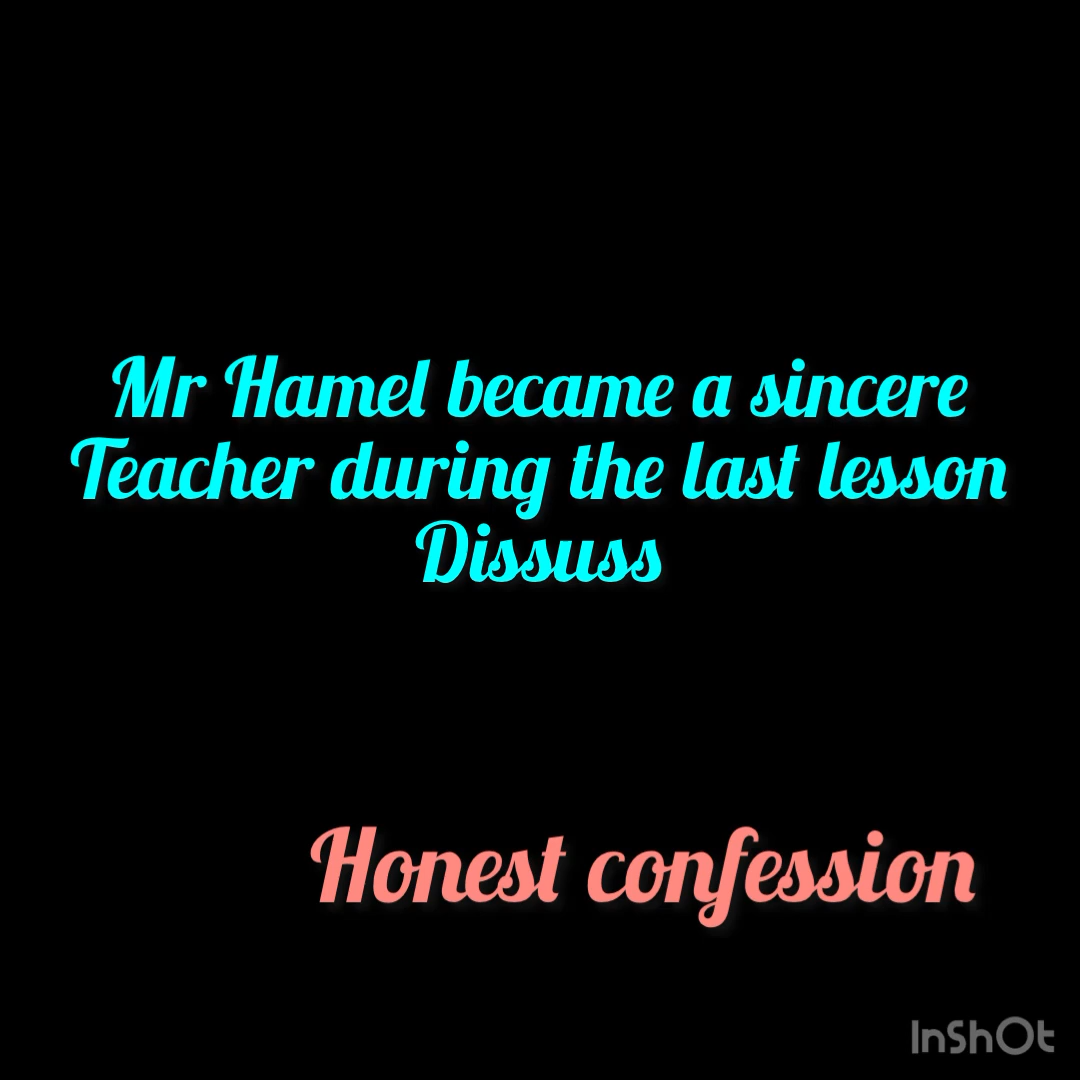 Mr Hamel became a sincere
Teacher during the last lesson
Dissuss
Honest confession
InShOt